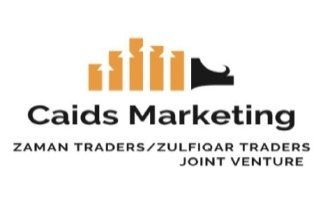 Caids Marketing
ZAMAN TRADERS/ZULFIQAR TRADERS
JOINT VENTURE